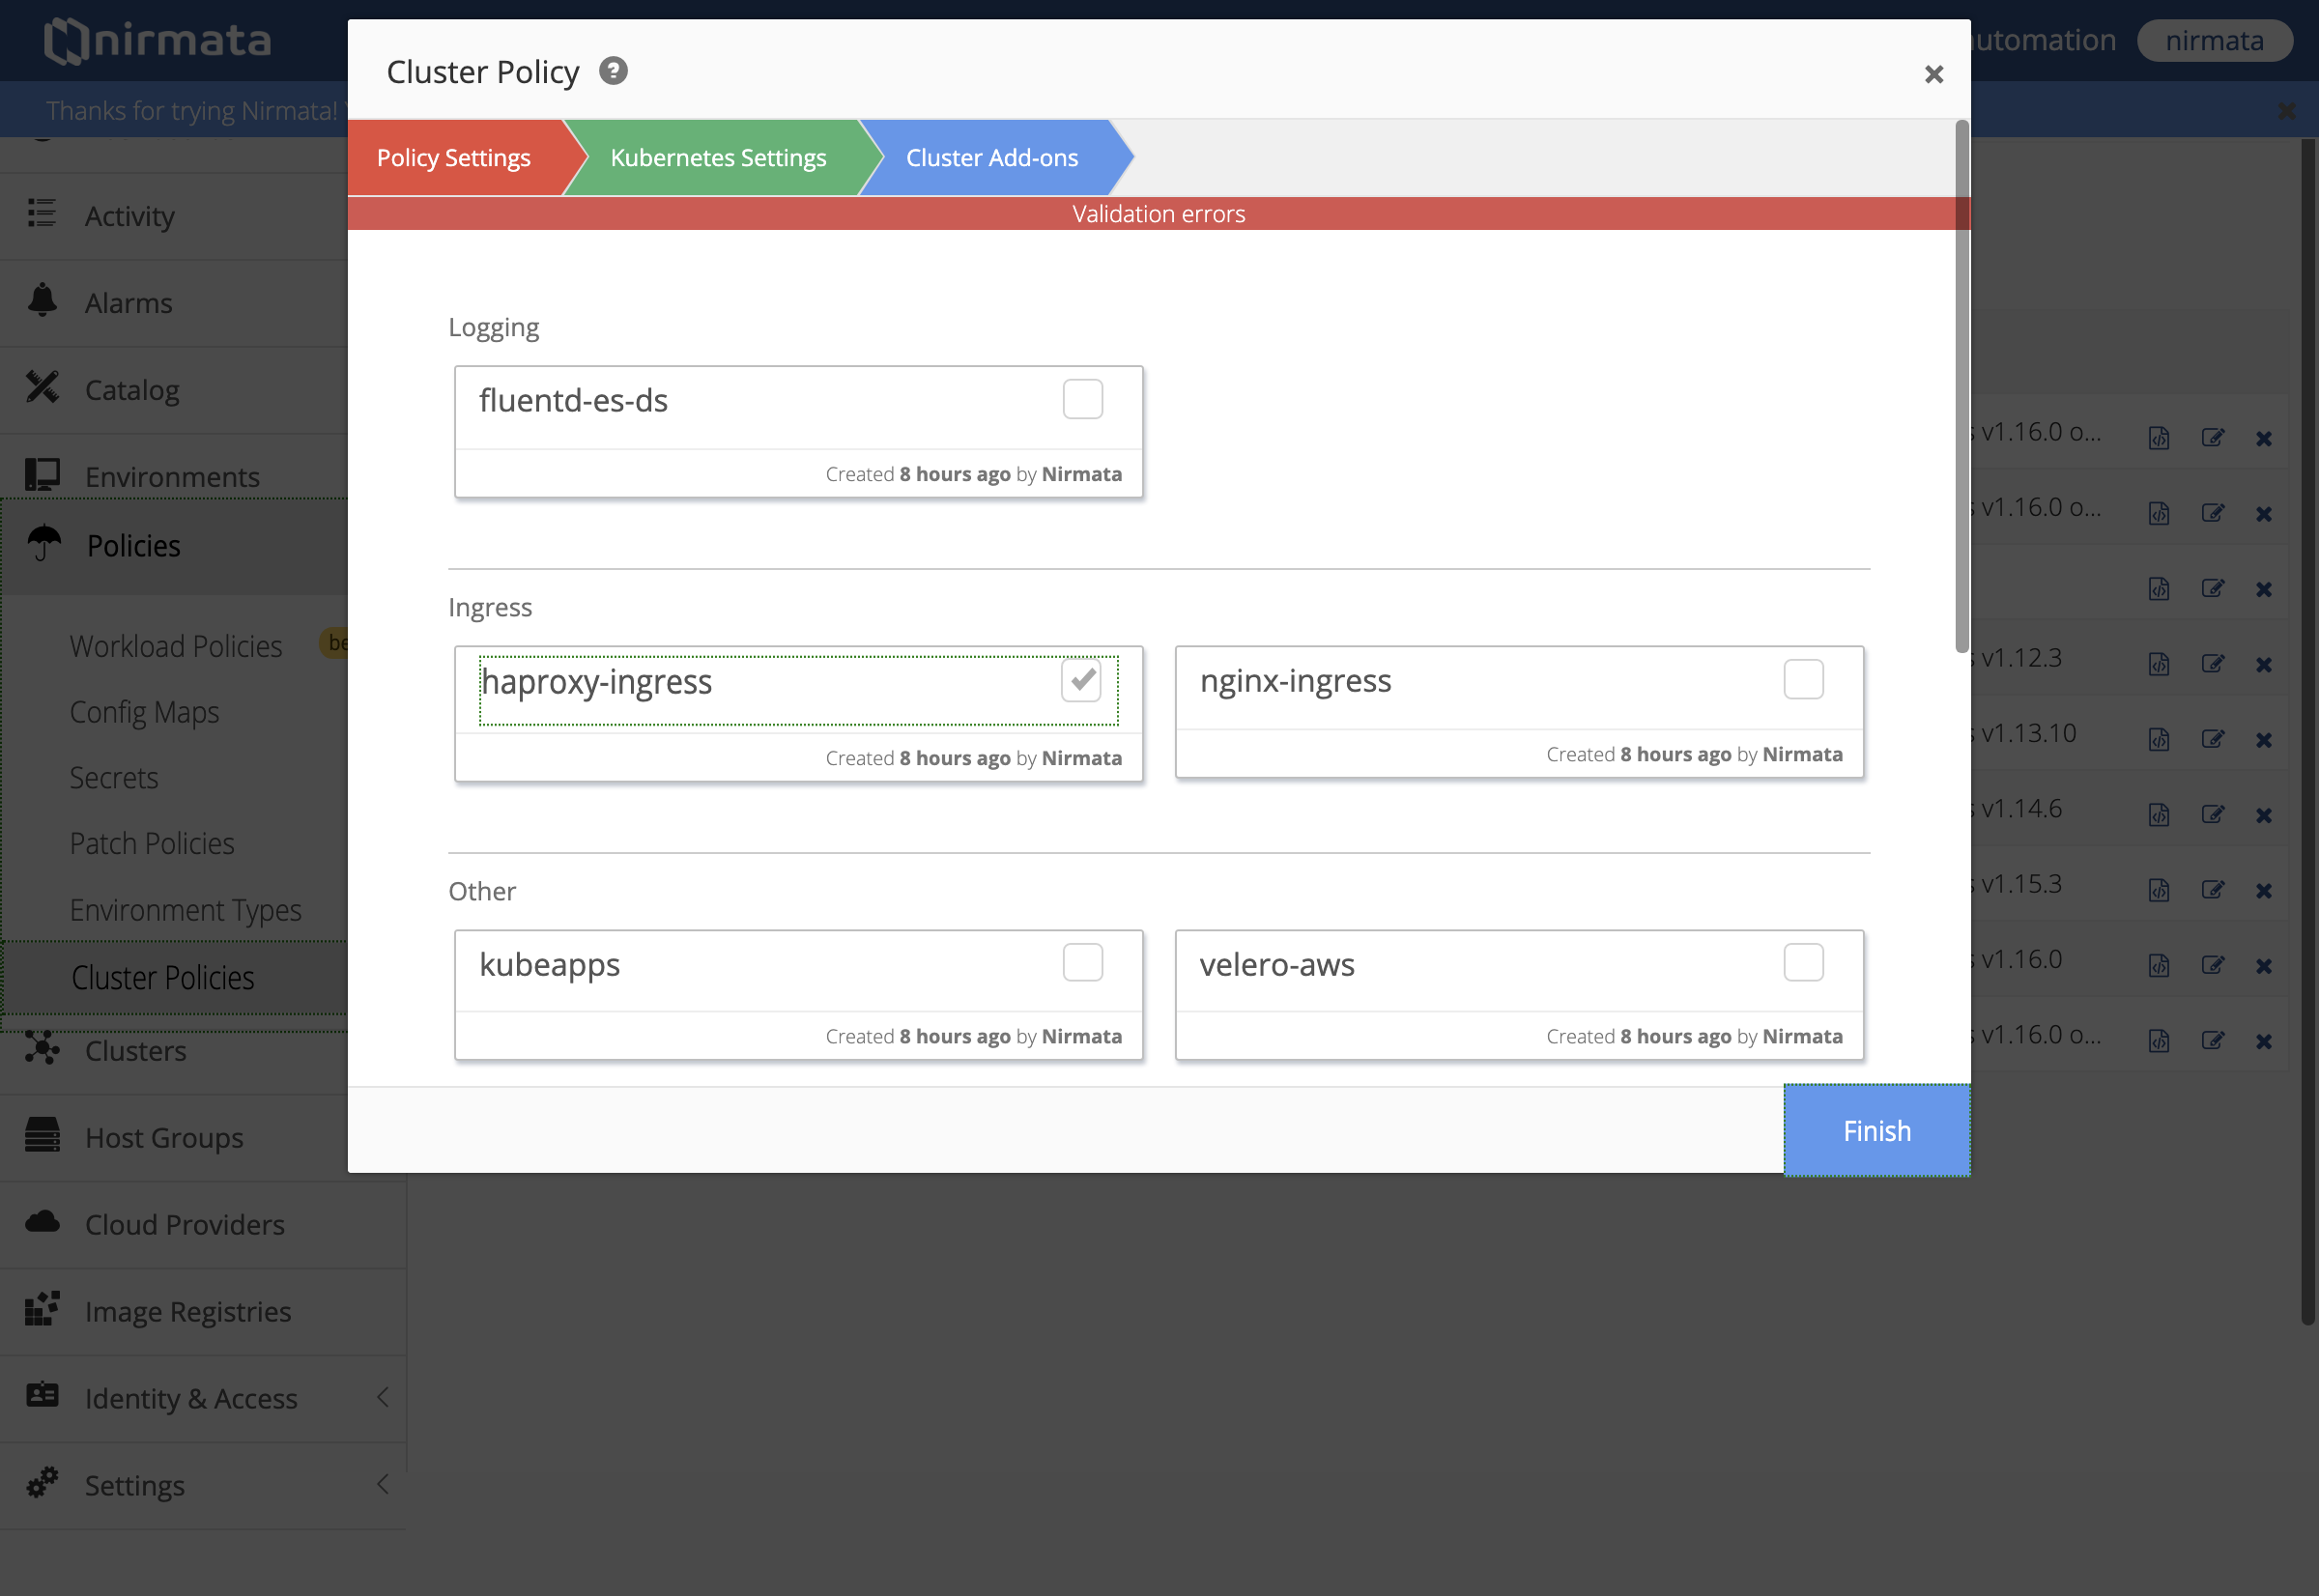 nirmata
Cluster Policy ?
utomation
nirmata
Thanks for trying Nirmata!
Policy Settings
Kubernetes Settings
Cluster Add-ons
Validation errors
Activity
Alarms
Catalog
Environments
Policies
Workload Policies
be
Config Maps
Secrets
Patch Policies
Environment Types
Cluster Policies
Clusters
Host Groups
Cloud Providers
Image Registries
Identity & Access
Settings
Logging
fluentd-es-ds
Created 8 hours ago by Nirmata
Ingress
haproxy-ingress
Created 8 hours ago by Nirmata
nginx-ingress
Created 8 hours ago by Nirmata
Other
kubeapps
Created 8 hours ago by Nirmata
velero-aws
Created 8 hours ago by Nirmata
Finish
s v1.16.0 o...
s v1.16.0 o...
s v1.12.3
s v1.13.10
s v1.14.6
s v1.15.3
s v1.16.0
s v1.16.0 o...